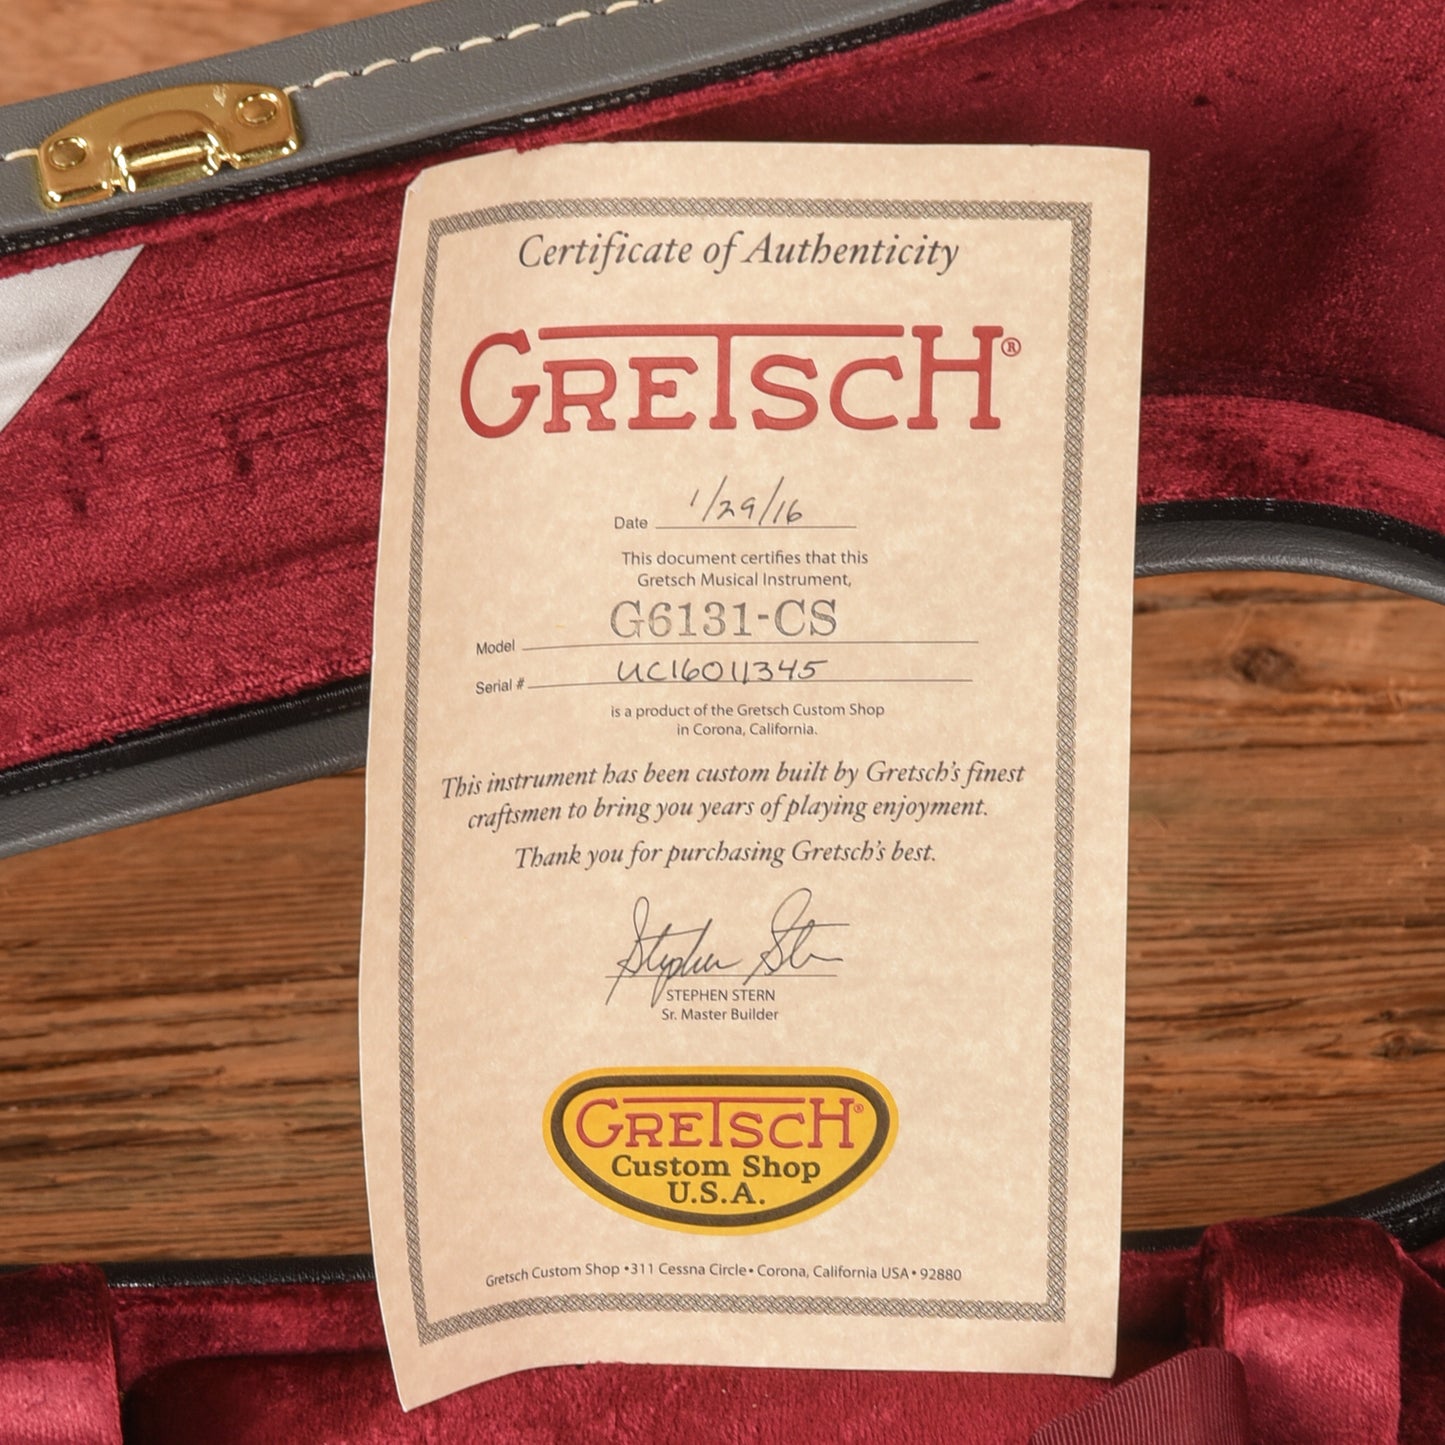 Certificate of Authenticity
GRETSCH®
Date 1/29/16
This document certifies that this
Gretsch Musical Instrument,
Model G6131-CS
Serial # UC16011345
is a product of the Gretsch Custom Shop
in Corona, California.
This instrument has been custom built by Gretsch's finest
craftsmen to bring you years of playing enjoyment.
Thank you for purchasing Gretsch's best.
Stephen Stern
STEPHEN STERN
Sr. Master Builder
GRETSCH®
Custom Shop
U.S.A.
Gretsch Custom Shop •311 Cessna Circle• Corona, California USA• 92880